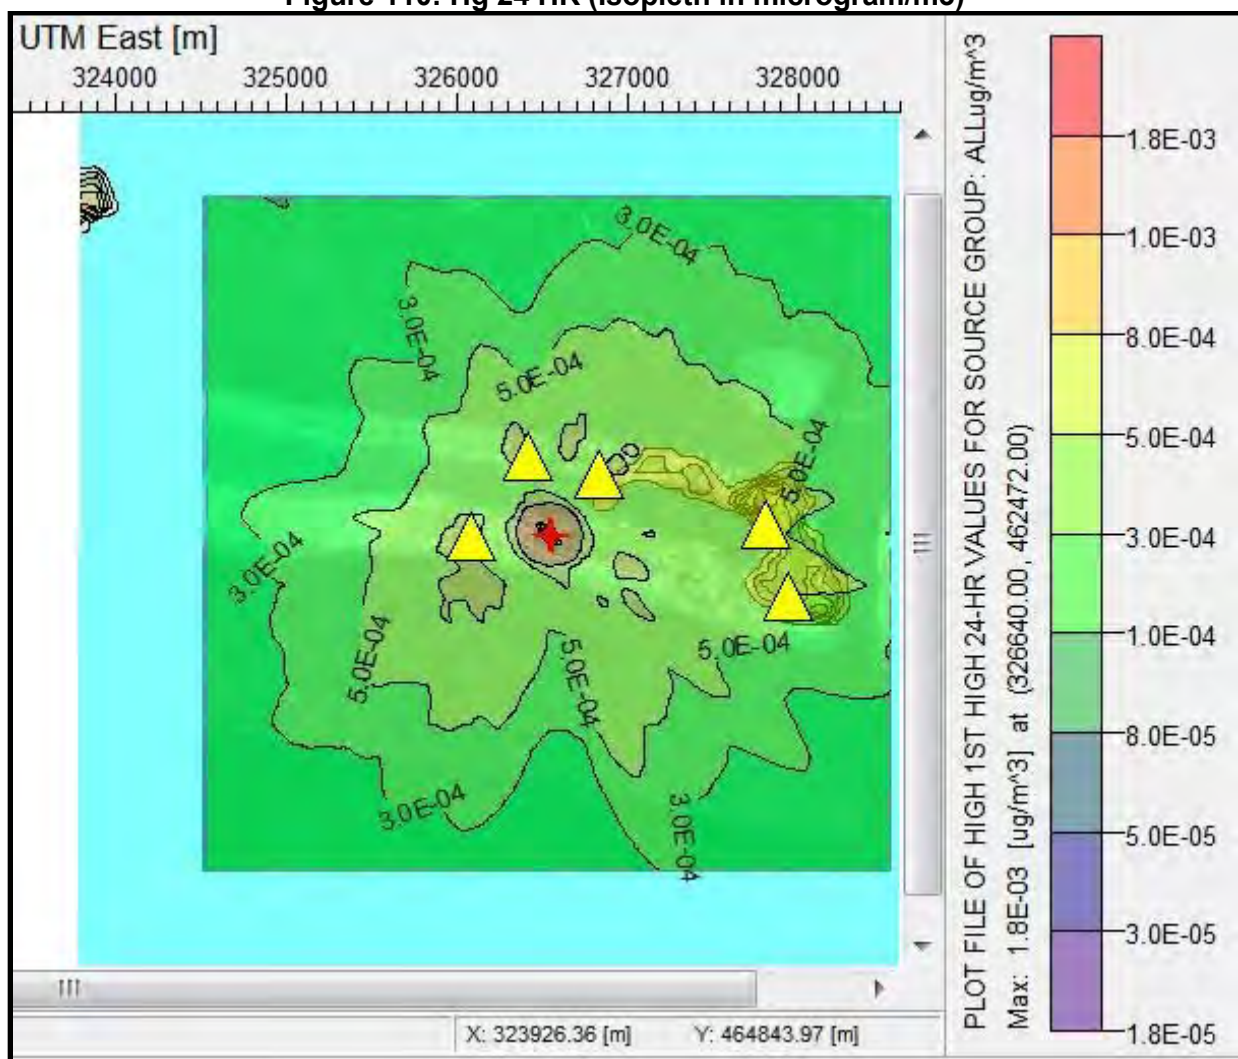 Figure 110. Hg 24 HR (Isopleth in microgram/m3)
UTM East [m]
324000 325000 326000 327000 328000
3.0E-04
3.0E-04
5.0E-04
5.0E-04
3.0E-04
5.0E-04
5.0E-04
5.0E-04
3.0E-04
3.0E-04
X: 323926.36 [m] Y: 464843.97 [m]
PLOT FILE OF HIGH 1ST HIGH 24-HR VALUES FOR SOURCE GROUP: ALLug/m^3
Max: 1.8E-03 [ug/m^3] at (326640.00, 462472.00)
1.8E-03
1.0E-03
8.0E-04
5.0E-04
3.0E-04
1.0E-04
8.0E-05
5.0E-05
3.0E-05
1.8E-05